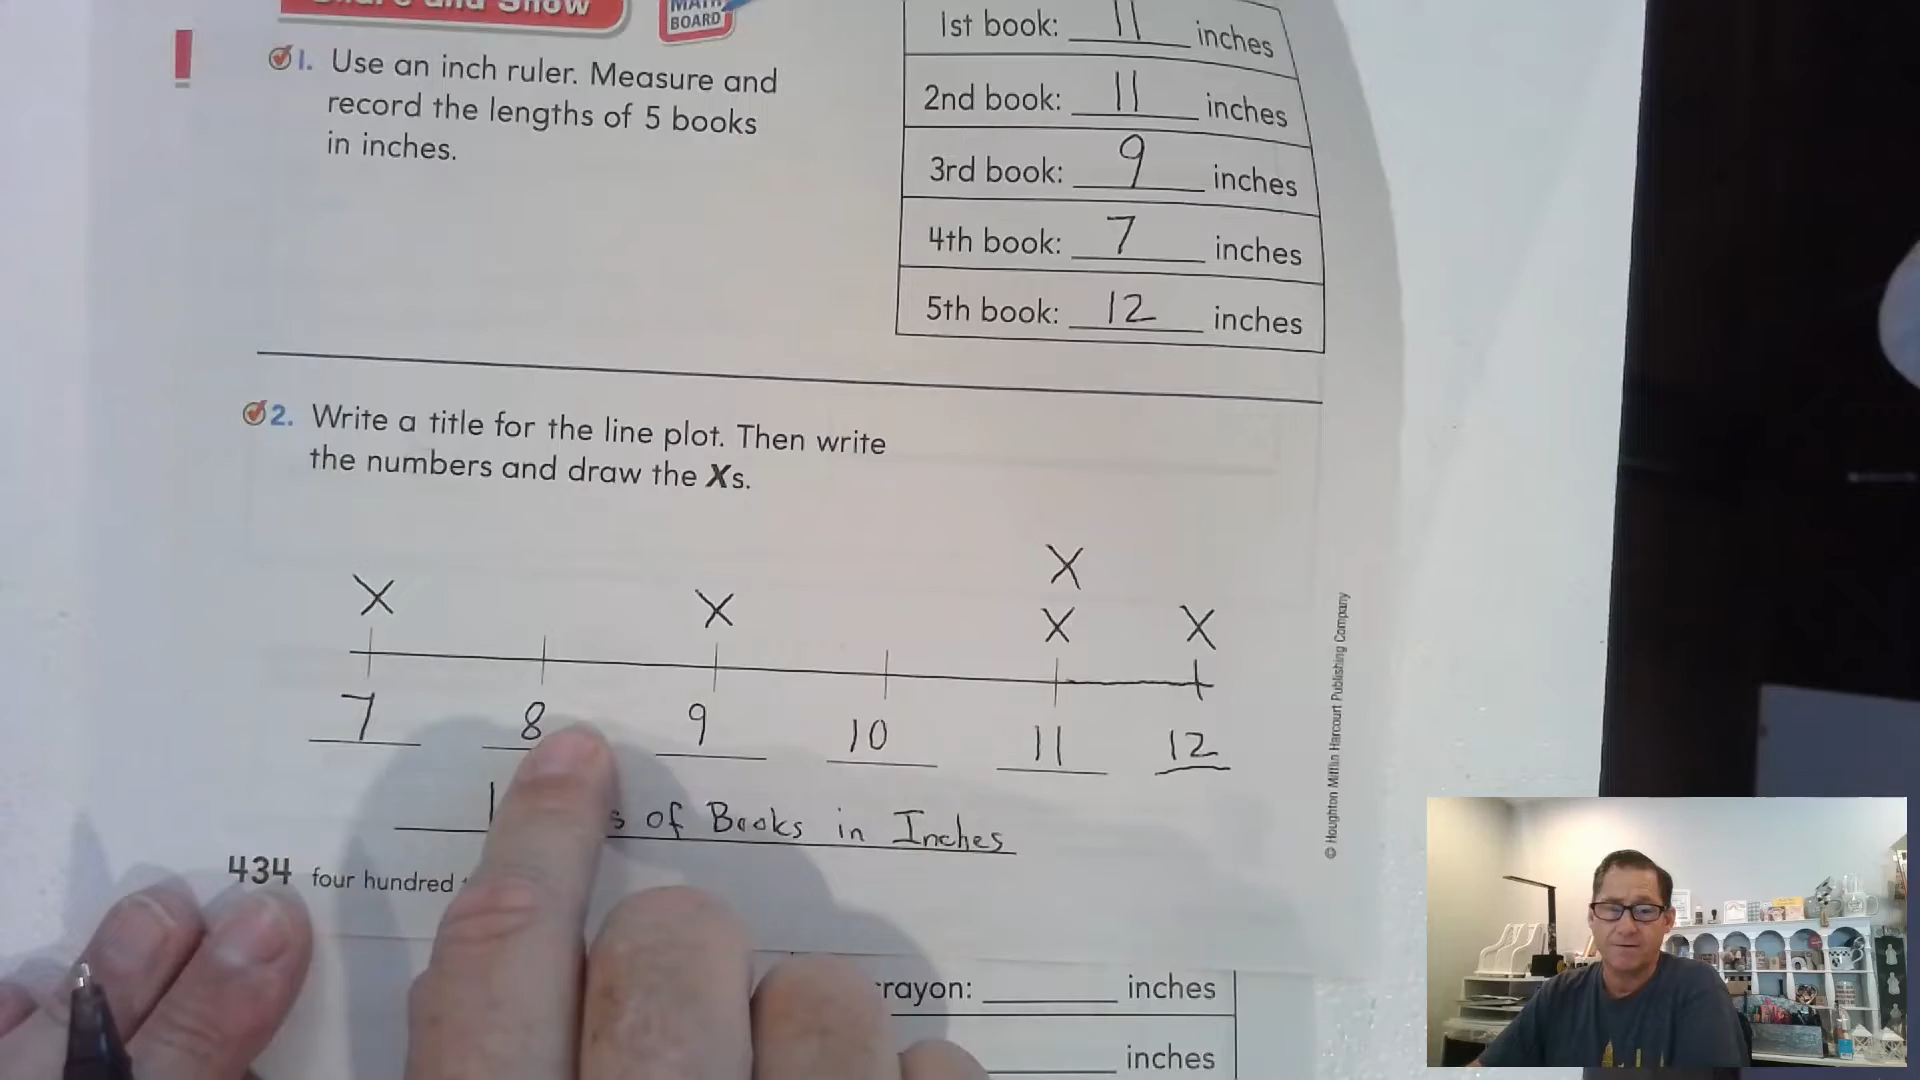 and Show
MATH
BOARD
1st book: 11 inches
! 1. Use an inch ruler. Measure and
record the lengths of 5 books
in inches.
2nd book: 11 inches
3rd book: 9 inches
4th book: 7 inches
5th book: 12 inches
2. Write a title for the line plot. Then write
the numbers and draw the Xs.
X
X X X X
7 8 9 10 11 12
of Books in Inches
434 four hundred
© Houghton Mifflin Harcourt Publishing Company
inches
inches